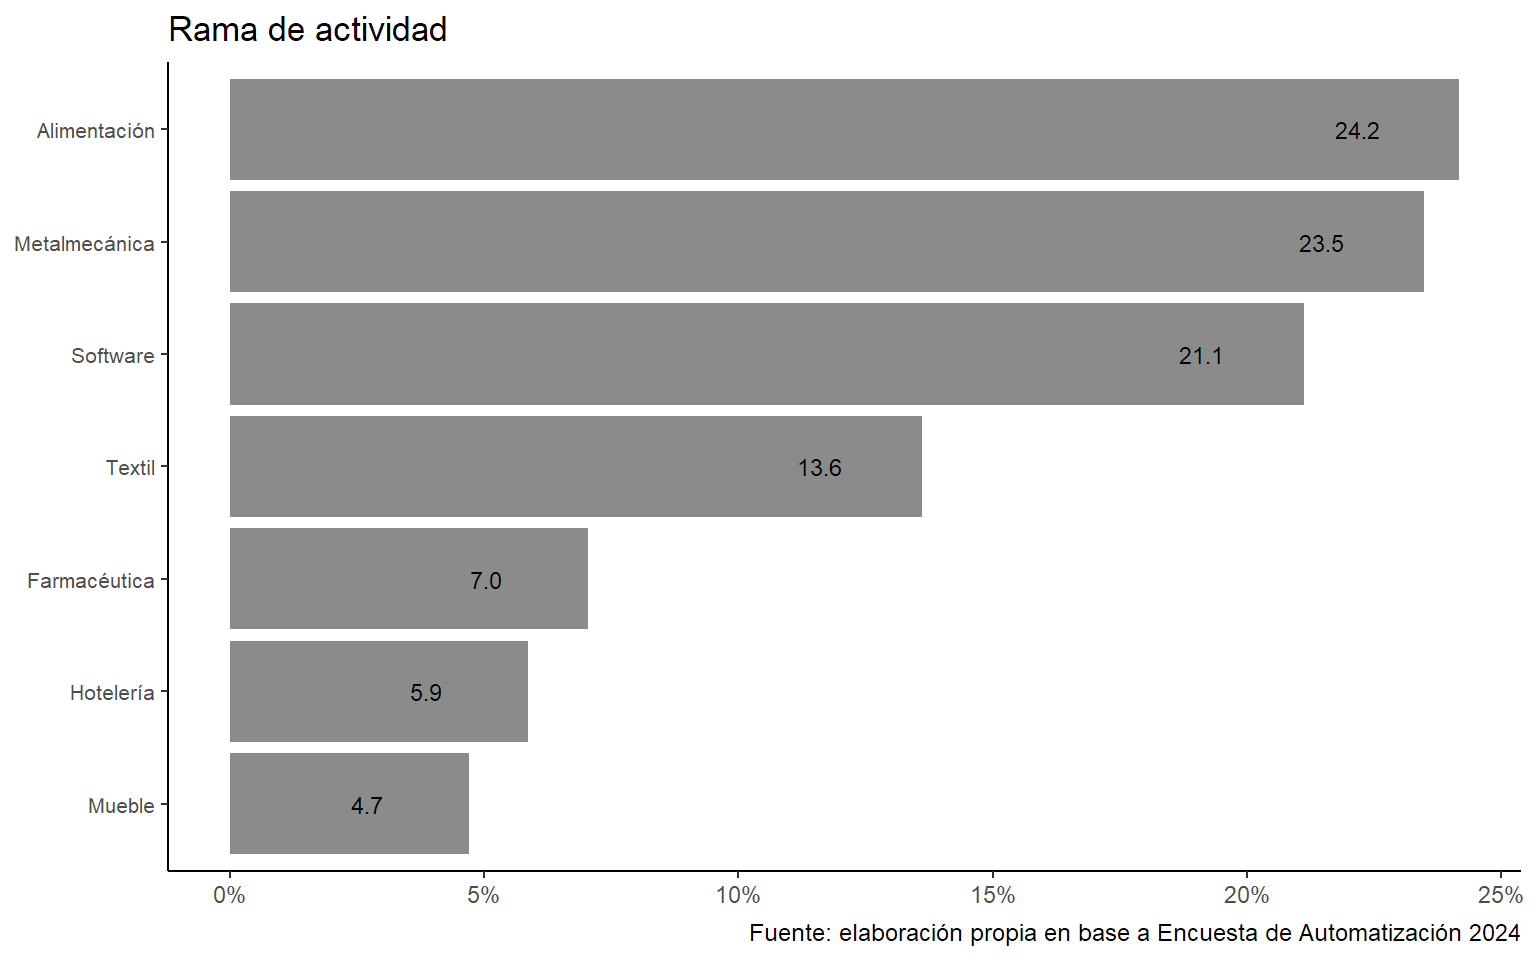 Rama de actividad
Alimentación
24.2
Metalmecánica
23.5
Software
21.1
Textil
13.6
Farmacéutica
7.0
Hotelería
5.9
Mueble
4.7
0% 5% 10% 15% 20% 25%
Fuente: elaboración propia en base a Encuesta de Automatización 2024